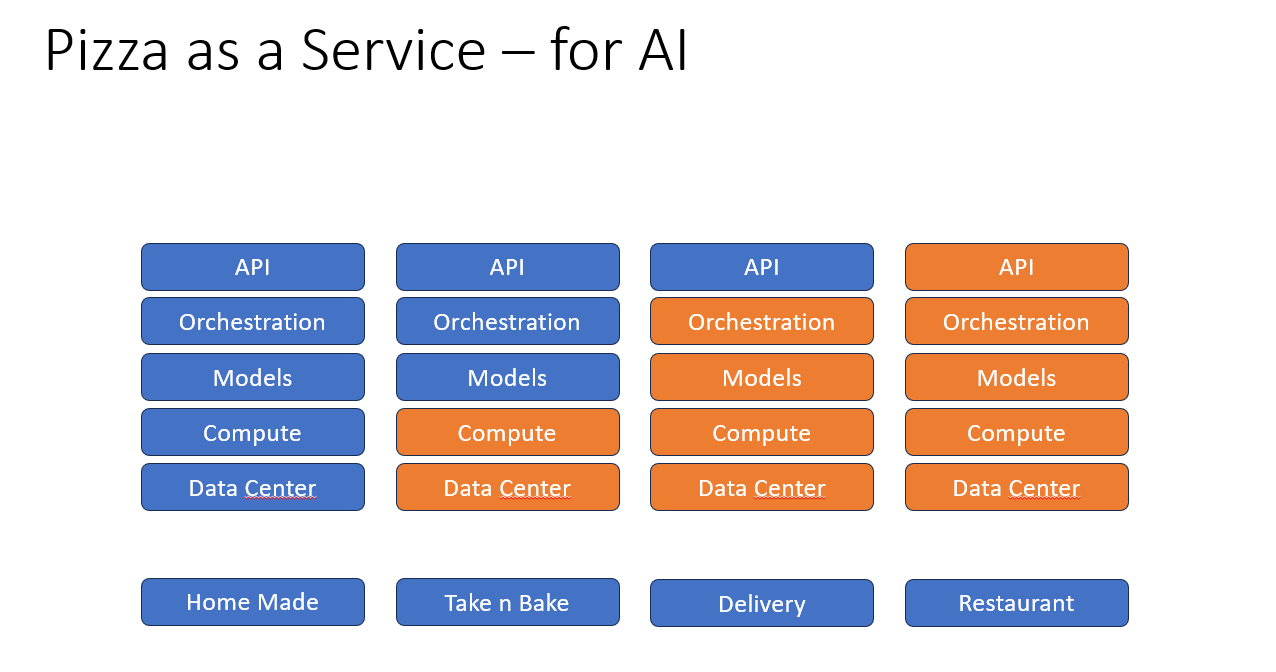 Pizza as a Service – for AI
API API API API
Orchestration Orchestration Orchestration Orchestration
Models Models Models Models
Compute Compute Compute Compute
Data Center Data Center Data Center Data Center
Home Made Take n Bake Delivery Restaurant